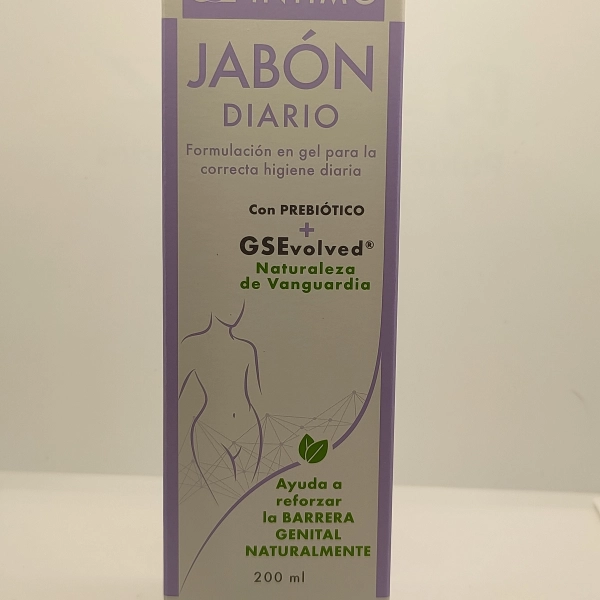 ÍNTIMO
JABÓN
DIARIO
Formulación en gel para la
correcta higiene diaria
Con PREBIÓTICO
+
GSEvolved®
Naturaleza
de Vanguardia
Ayuda a
reforzar
la BARRERA
GENITAL
NATURALMENTE
200 ml